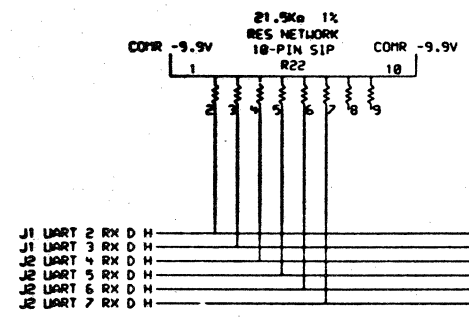 21.5KΩ 1%
RES NETWORK
10-PIN SIP
COMR -9.9V R22 COMR -9.9V
1 10
2 3 4 5 6 7 8 9
J1 UART 2 RX D H
J1 UART 3 RX D H
J2 UART 4 RX D H
J2 UART 5 RX D H
J2 UART 6 RX D H
J2 UART 7 RX D H